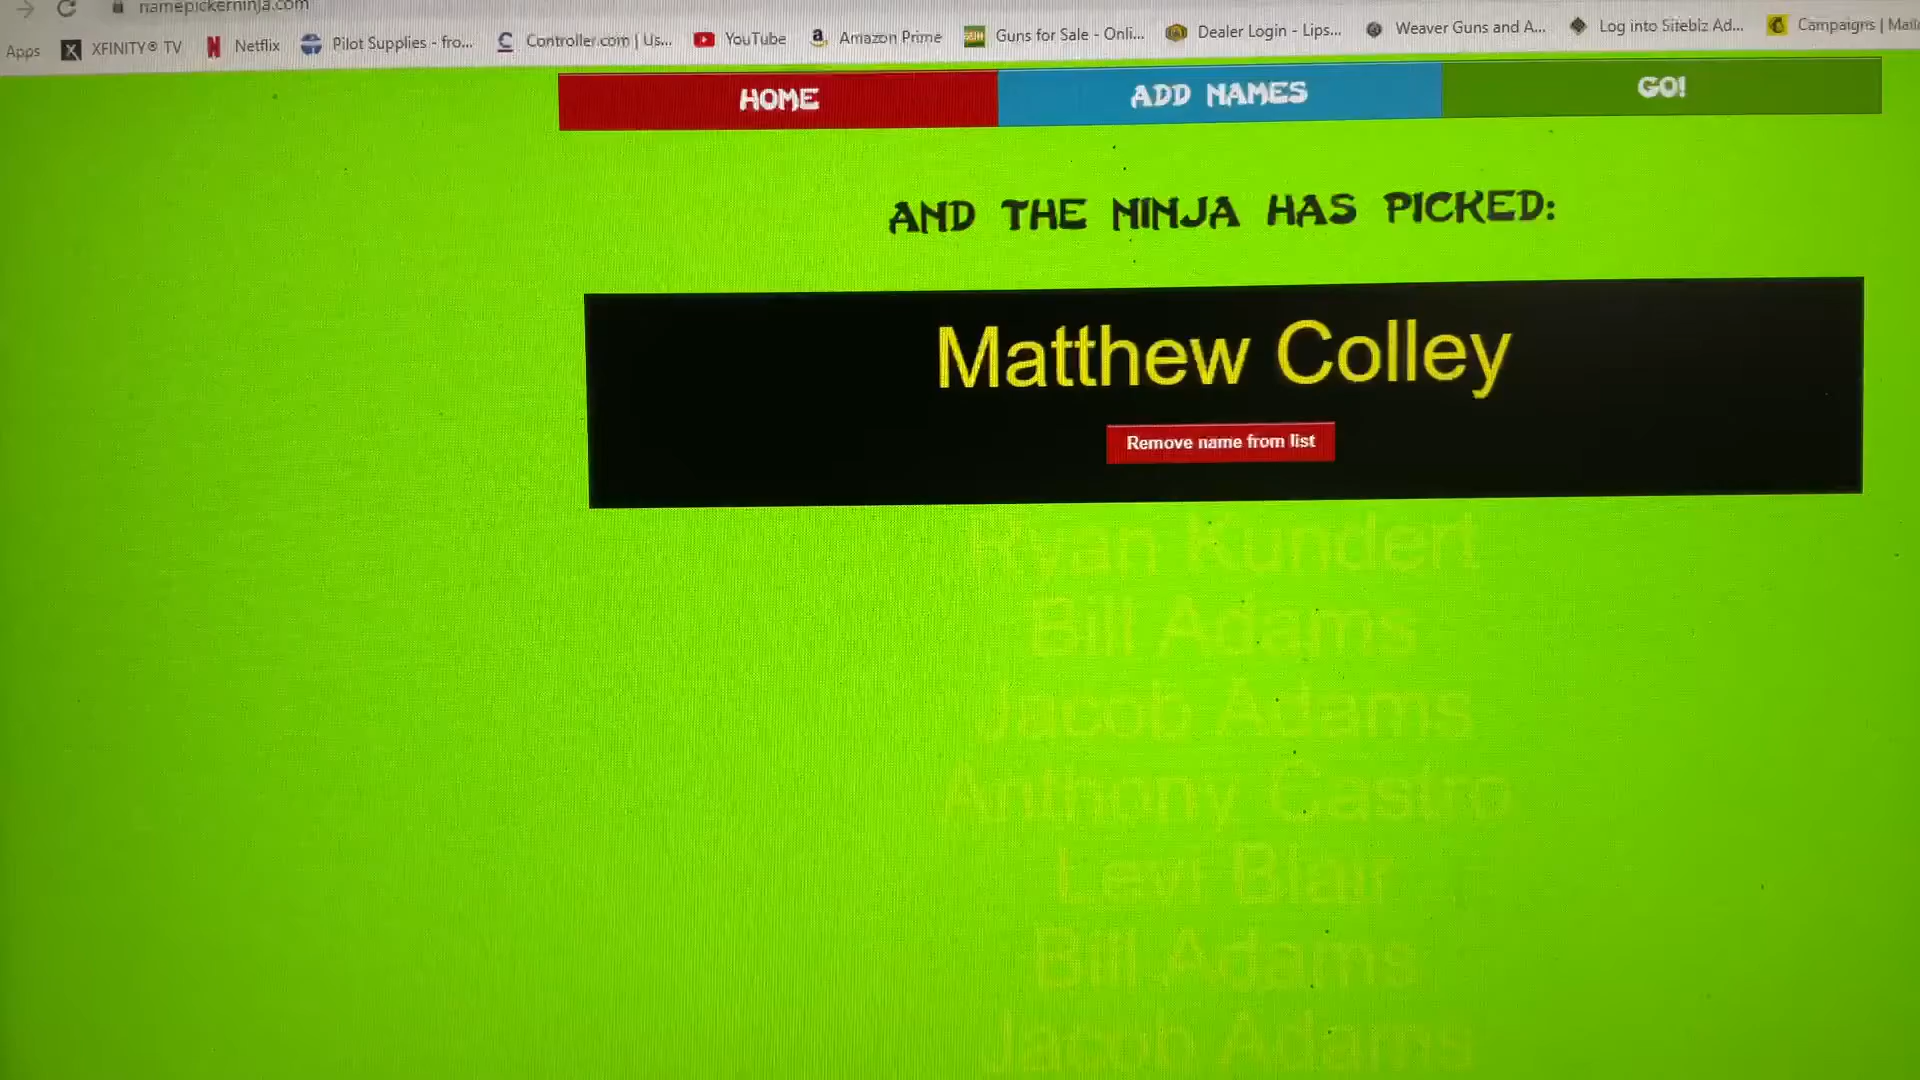 namepickerninja.com
Apps XFINITY® TV Netflix Pilot Supplies - fro... Controller.com | Us... YouTube Amazon Prime Guns for Sale - Onli... Dealer Login - Lips... Weaver Guns and A... Log into Sitebiz Ad... Campaigns | Mail
HOME ADD NAMES GO!
AND THE NINJA HAS PICKED:
Matthew Colley
Remove name from list
Ryan Kundert
Bill Adams
Jacob Adams
Anthony Castro
Levi Blair
Bill Adams
Jacob Adams